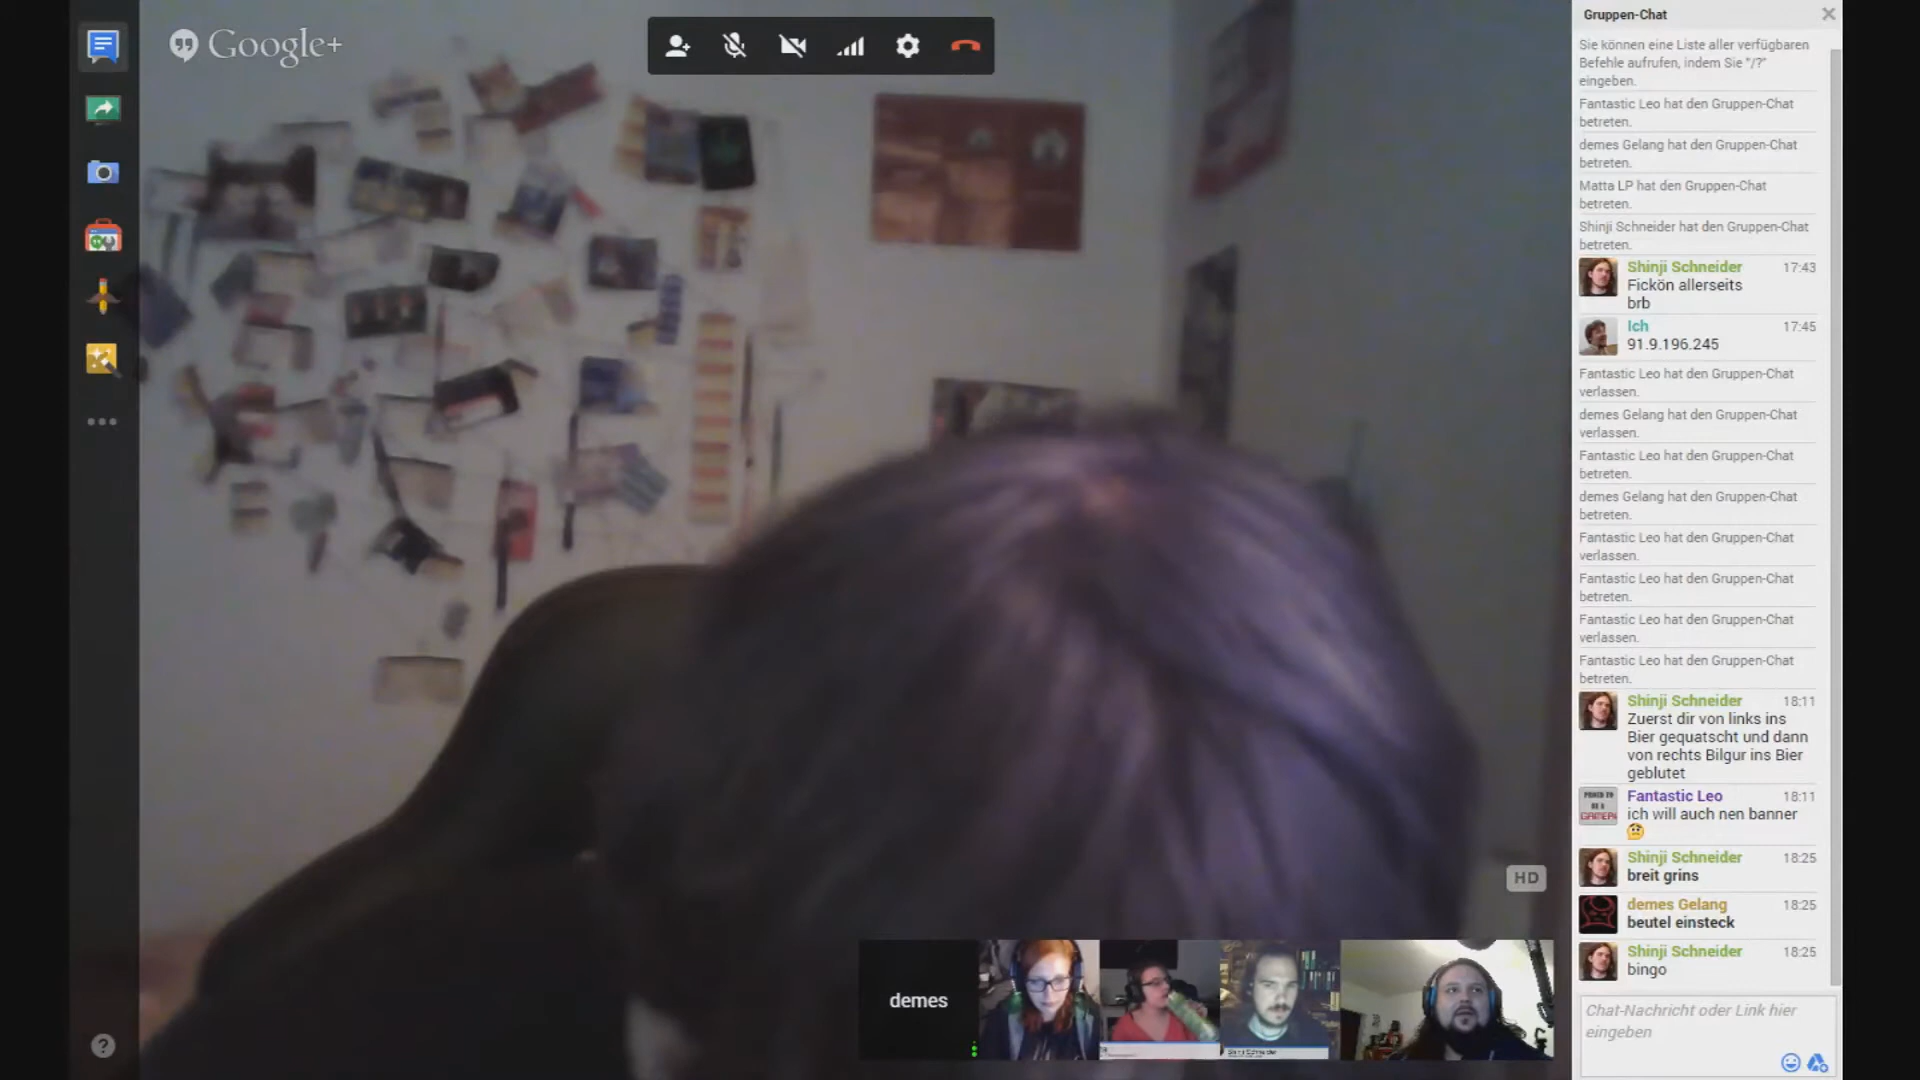 Google+
Gruppen-Chat
Sie können eine Liste aller verfügbaren
Befehle aufrufen, indem Sie "/?"
eingeben.
Fantastic Leo hat den Gruppen-Chat
betreten.
demes Gelang hat den Gruppen-Chat
betreten.
Matta LP hat den Gruppen-Chat
betreten.
Shinji Schneider hat den Gruppen-Chat
betreten.
Shinji Schneider 17:43
Fickön allerseits
brb
Ich 17:45
91.9.196.245
Fantastic Leo hat den Gruppen-Chat
verlassen.
demes Gelang hat den Gruppen-Chat
verlassen.
Fantastic Leo hat den Gruppen-Chat
betreten.
demes Gelang hat den Gruppen-Chat
betreten.
Fantastic Leo hat den Gruppen-Chat
verlassen.
Fantastic Leo hat den Gruppen-Chat
betreten.
Fantastic Leo hat den Gruppen-Chat
verlassen.
Fantastic Leo hat den Gruppen-Chat
betreten.
Shinji Schneider 18:11
Zuerst dir von links ins
Bier gequatscht und dann
von rechts Bilgur ins Bier
geblutet
Fantastic Leo 18:11
ich will auch nen banner
Shinji Schneider 18:25
breit grins
demes Gelang 18:25
beutel einsteck
Shinji Schneider 18:25
bingo
Chat-Nachricht oder Link hier
eingeben
HD
demes
Shinji Schneider